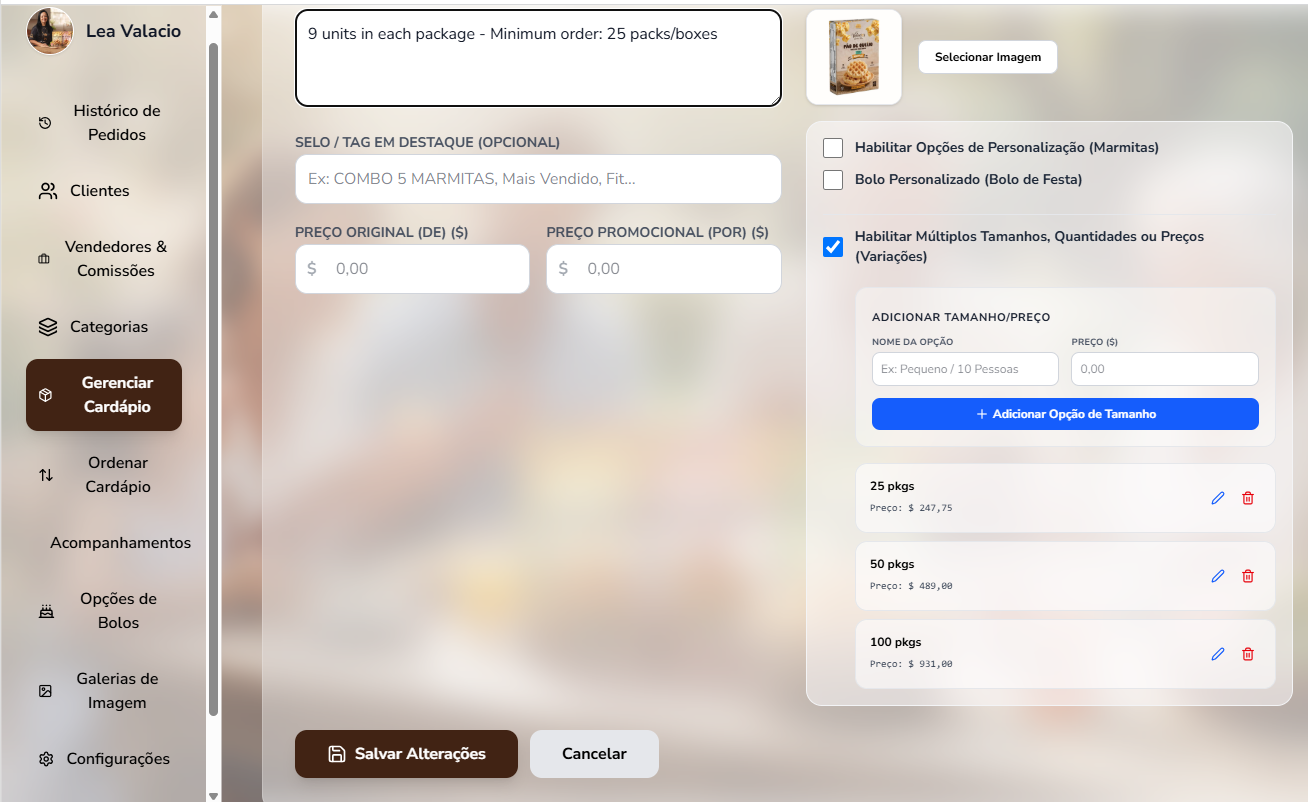 Lea Valacio
Histórico de
Pedidos
Clientes
Vendedores &
Comissões
Categorias
Gerenciar
Cardápio
Ordenar
Cardápio
Acompanhamentos
Opções de
Bolos
Galerias de
Imagem
Configurações
9 units in each package - Minimum order: 25 packs/boxes
SELO / TAG EM DESTAQUE (OPCIONAL)
Ex: COMBO 5 MARMITAS, Mais Vendido, Fit...
PREÇO ORIGINAL (DE) ($)
PREÇO PROMOCIONAL (POR) ($)
$ 0,00
$ 0,00
Salvar Alterações
Cancelar
PÃO DE QUEIJO
Selecionar Imagem
Habilitar Opções de Personalização (Marmitas)
Bolo Personalizado (Bolo de Festa)
Habilitar Múltiplos Tamanhos, Quantidades ou Preços
(Variações)
ADICIONAR TAMANHO/PREÇO
NOME DA OPÇÃO
PREÇO ($)
Ex: Pequeno / 10 Pessoas
0,00
+ Adicionar Opção de Tamanho
25 pkgs
Preço: $ 247,75
50 pkgs
Preço: $ 489,00
100 pkgs
Preço: $ 931,00